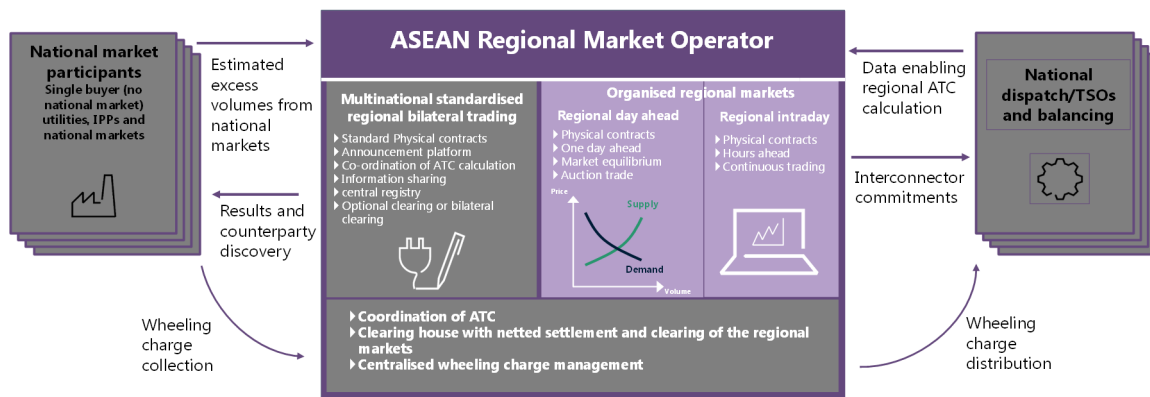 ASEAN Regional Market Operator
National market
participants
Single buyer (no
national market)
utilities, IPPs and
national markets
Estimated
excess
volumes from
national
markets
Results and
counterparty
discovery
Wheeling
charge
collection
Multinational standardised
regional bilateral trading
Standard Physical contracts
Announcement platform
Co-ordination of ATC calculation
Information sharing
central registry
Optional clearing or bilateral
clearing
Organised regional markets
Regional day ahead
Physical contracts
One day ahead
Market equilibrium
Auction trade
Price
Supply
Demand
Volume
Regional intraday
Physical contracts
Hours ahead
Continuous trading
Coordination of ATC
Clearing house with netted settlement and clearing of the regional
markets
Centralised wheeling charge management
Data enabling
regional ATC
calculation
Interconnector
commitments
Wheeling
charge
distribution
National
dispatch/TSOs
and balancing